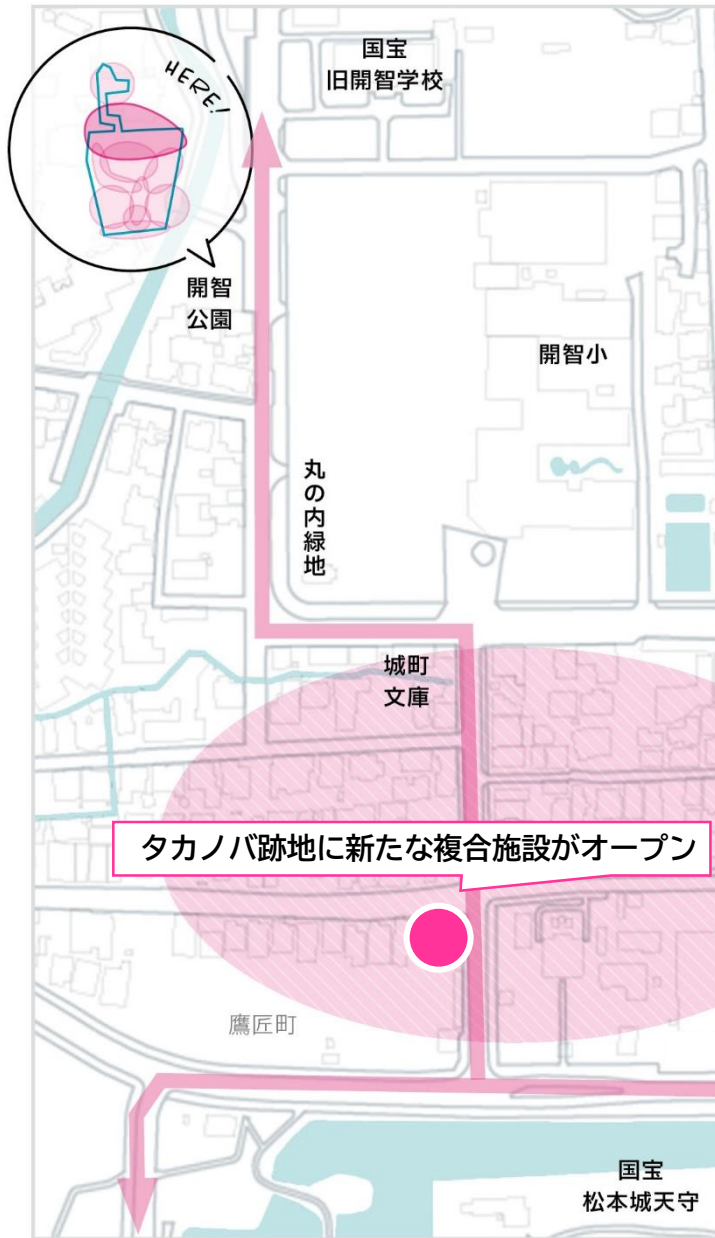 国宝
旧開智学校
HERE!
開智
公園
開智小
丸の内緑地
城町
文庫
タカノバ跡地に新たな複合施設がオープン
鷹匠町
国宝
松本城天守